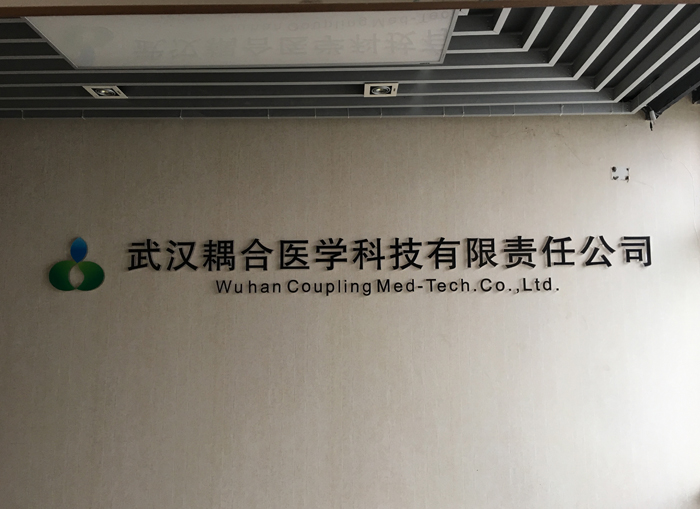 武汉耦合医学科技有限责任公司
Wuhan Coupling Med-Tech.Co.,Ltd.